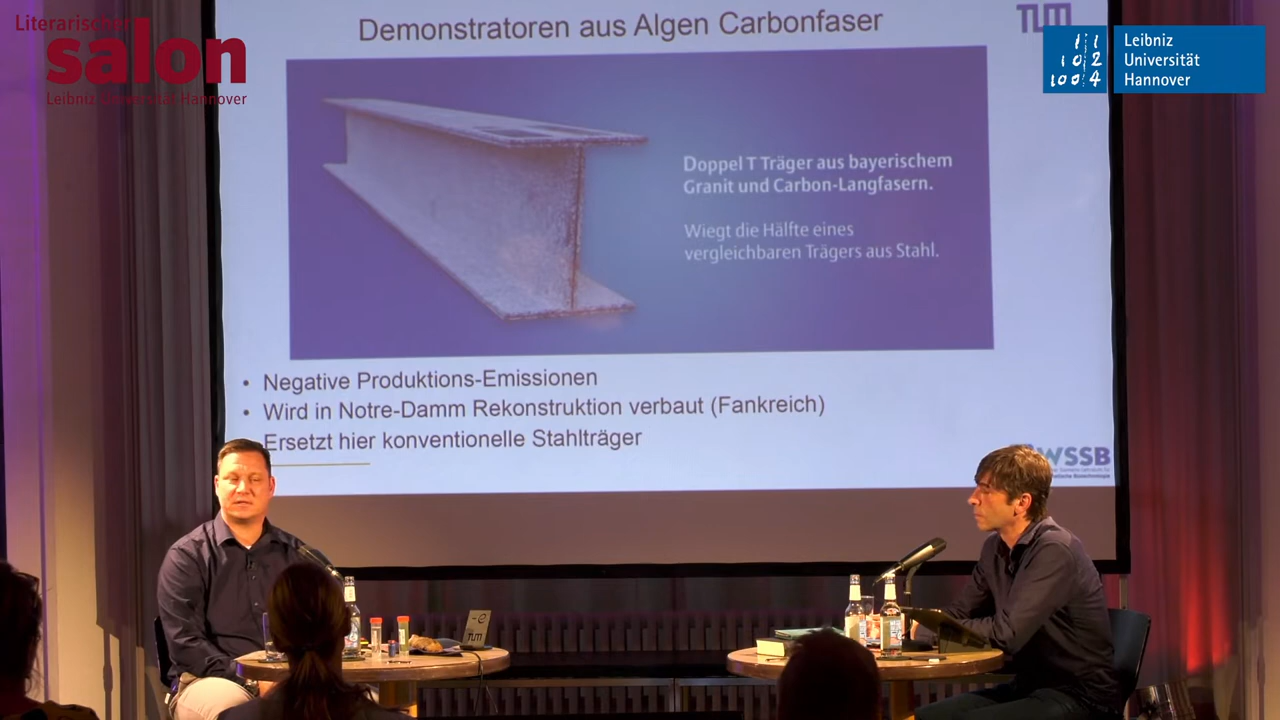 Literarischer
salon
Leibniz Universität Hannover
Demonstratoren aus Algen Carbonfaser
TUM
Leibniz
Universität
Hannover
Doppel T Träger aus bayerischem
Granit und Carbon-Langfasern.
Wiegt die Hälfte eines
vergleichbaren Trägers aus Stahl.
• Negative Produktions-Emissionen
• Wird in Notre-Damm Rekonstruktion verbaut (Fankreich)
Ersetzt hier konventionelle Stahlträger
WSSB
TUM